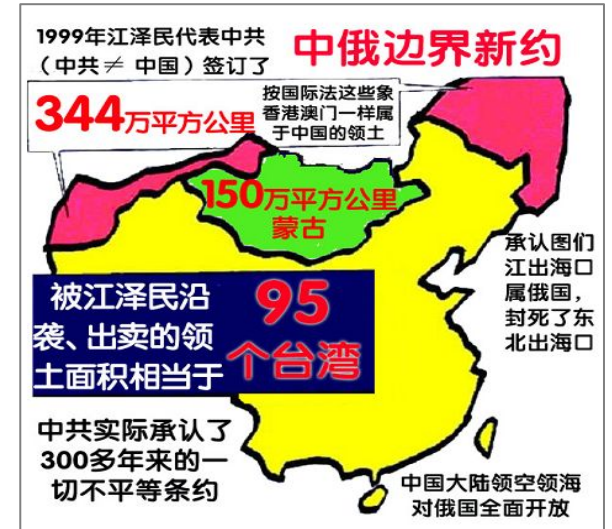 1999年江泽民代表中共
（中共≠ 中国）签订了
中俄边界新约
344万平方公里
按国际法这些象
香港澳门一样属
于中国的领土
150万平方公里
蒙古
承认图们
江出海口
属俄国，
封死了东
北出海口
被江泽民沿
袭、出卖的领
土面积相当于
95
个台湾
中共实际承认了
300多年来的一
切不平等条约
中国大陆领空领海
对俄国全面开放